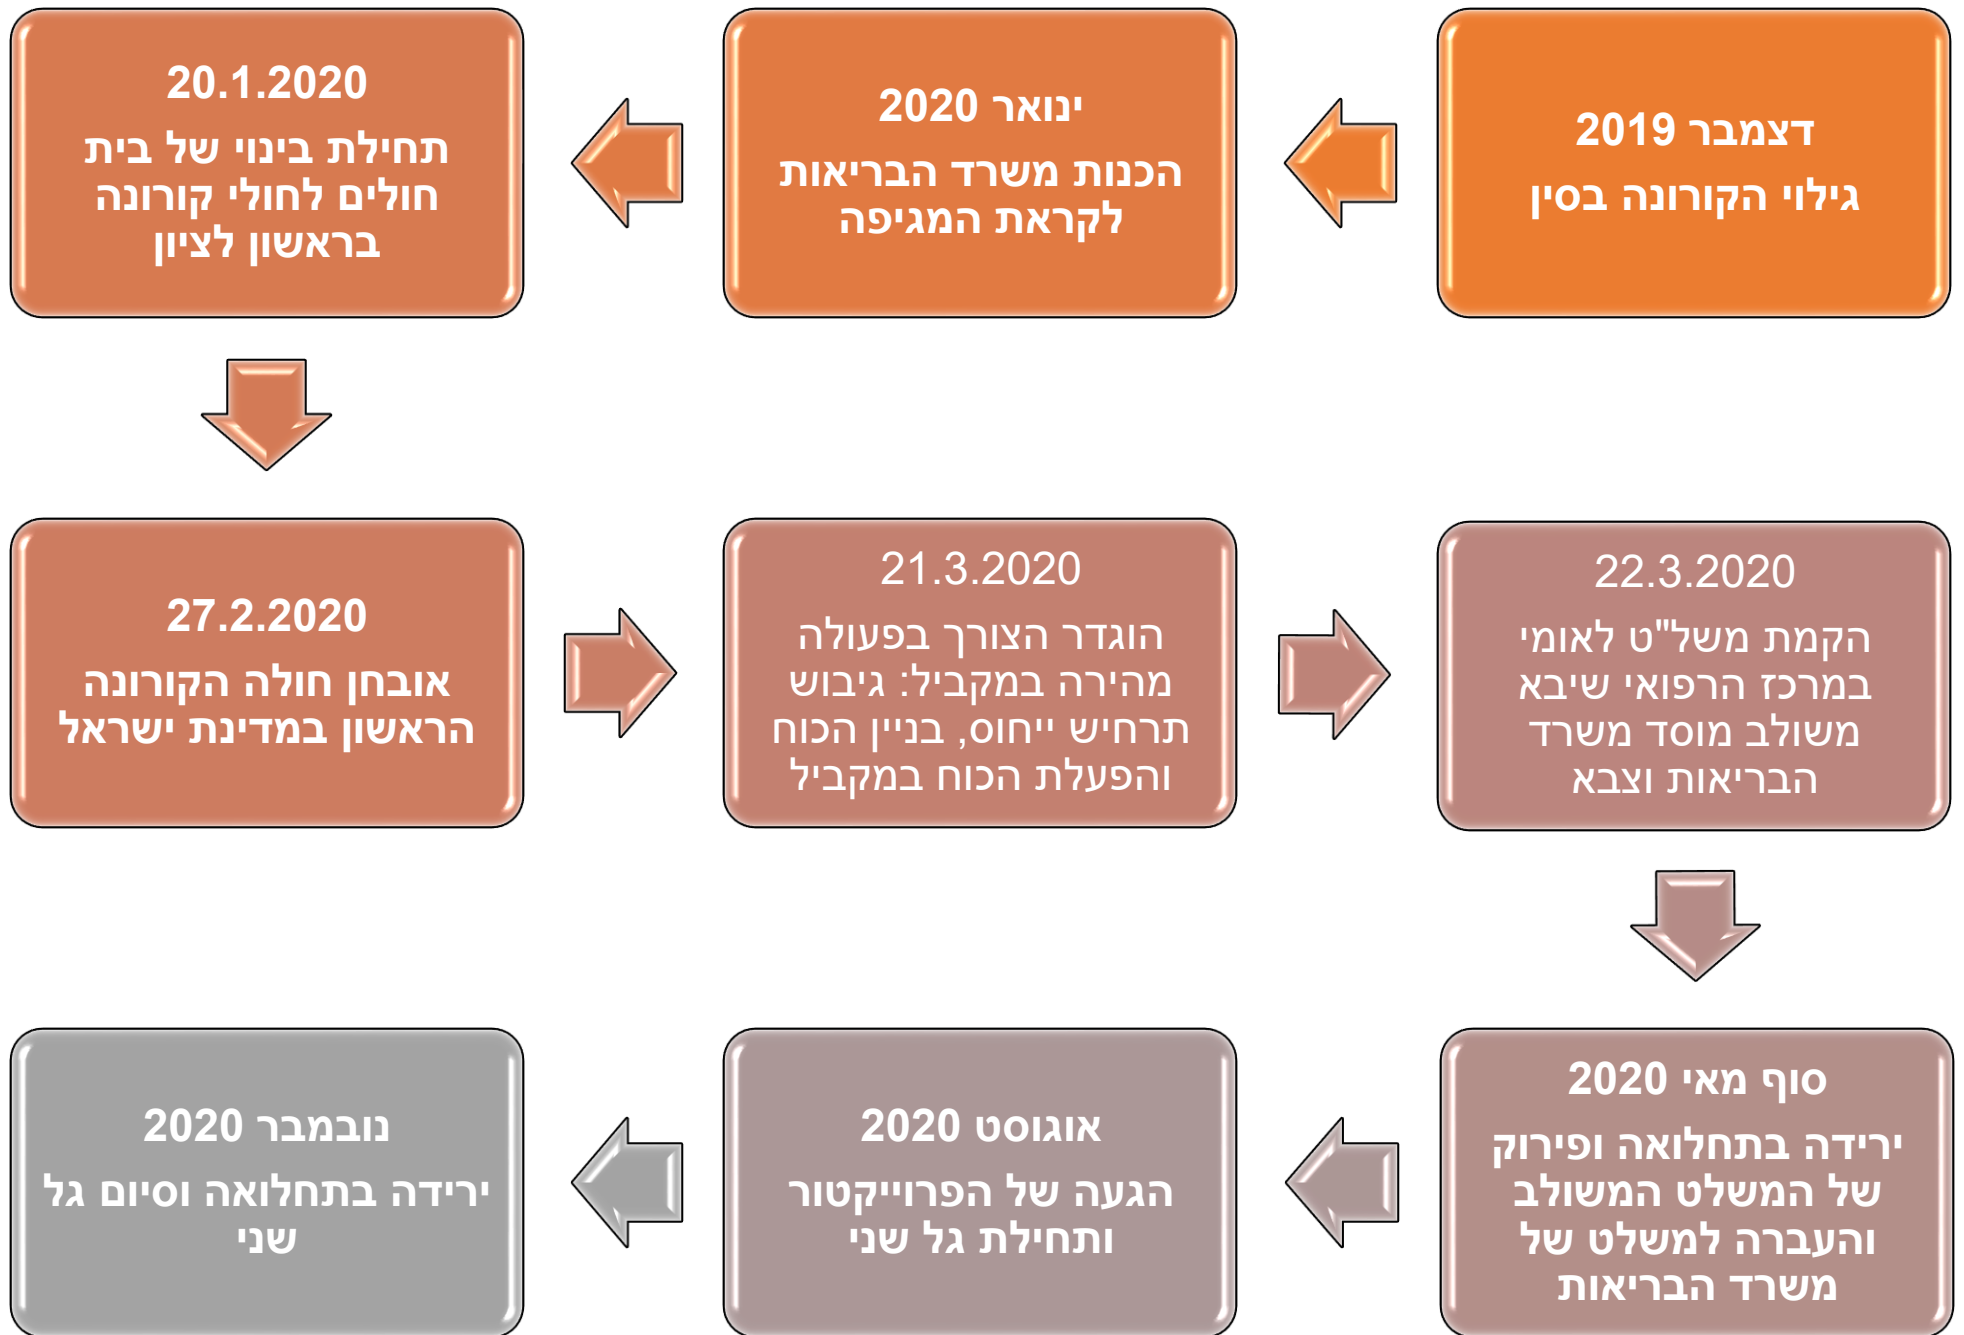 דצמבר 2019
גילוי הקורונה בסין
ינואר 2020
הכנות משרד הבריאות
לקראת המגיפה
20.1.2020
תחילת בינוי של בית
חולים לחולי קורונה
בראשון לציון
27.2.2020
אובחן חולה הקורונה
הראשון במדינת ישראל
21.3.2020
הוגדר הצורך בפעולה
מהירה במקביל: גיבוש
תרחיש ייחוס, בניין הכוח
והפעלת הכוח במקביל
22.3.2020
הקמת משל"ט לאומי
במרכז הרפואי שיבא
משולב מוסד משרד
הבריאות וצבא
סוף מאי 2020
ירידה בתחלואה ופירוק
של המשלט המשולב
והעברה למשלט של
משרד הבריאות
אוגוסט 2020
הגעה של הפרוייקטור
ותחילת גל שני
נובמבר 2020
ירידה בתחלואה וסיום גל
שני